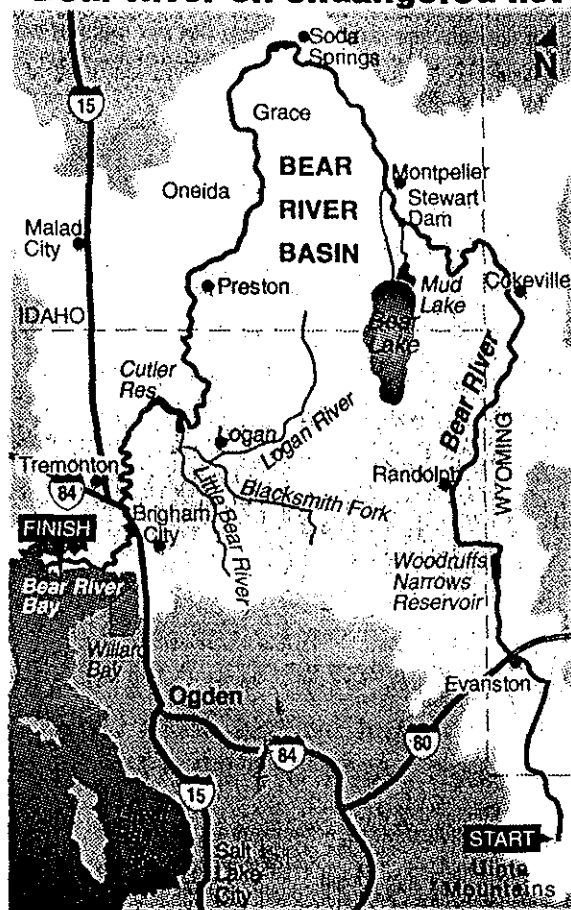 Soda
Springs
N
15
Grace
BEAR
RIVER
BASIN
Montpelier
Stewart
Dam
Oneida
Malad
City
Preston
Mud
Lake
Cokeville
IDAHO
Bear
Lake
Cutler
Res.
Bear River
WYOMING
Logan
Logan River
Randolph
Tremonton
84
Blacksmith Fork
Little Bear River
FINISH
Brigham
City
Bear River
Bay
Woodruffs
Narrows
Reservoir
Willard
Bay
Evanston
Ogden
84
80
15
START
Salt
Lake
City
Uinta
Mountains